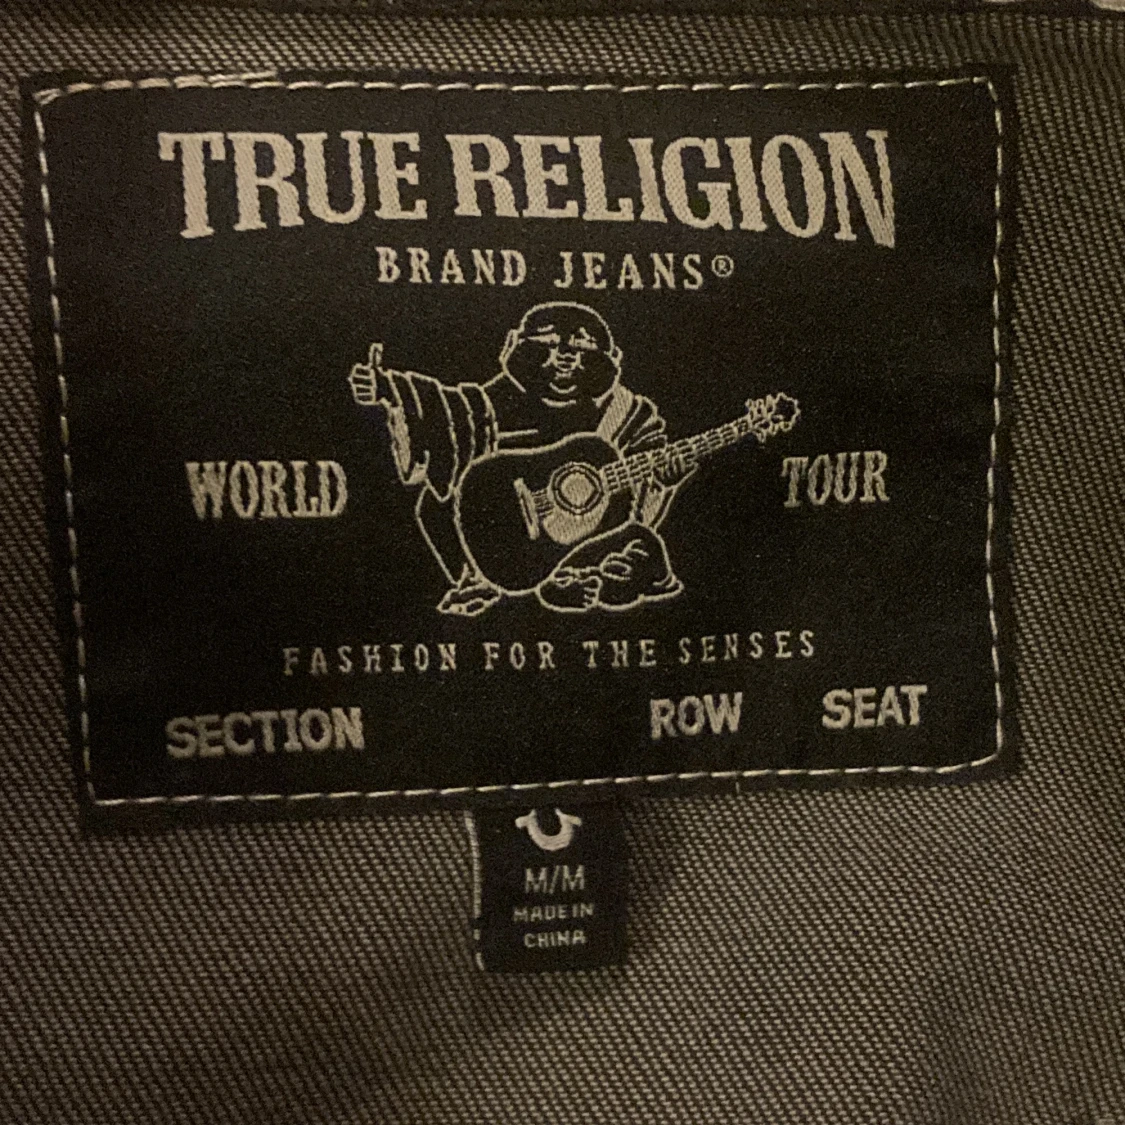 TRUE RELIGION
BRAND JEANS®
WORLD TOUR
FASHION FOR THE SENSES
SECTION ROW SEAT
M/M
MADE IN
CHINA